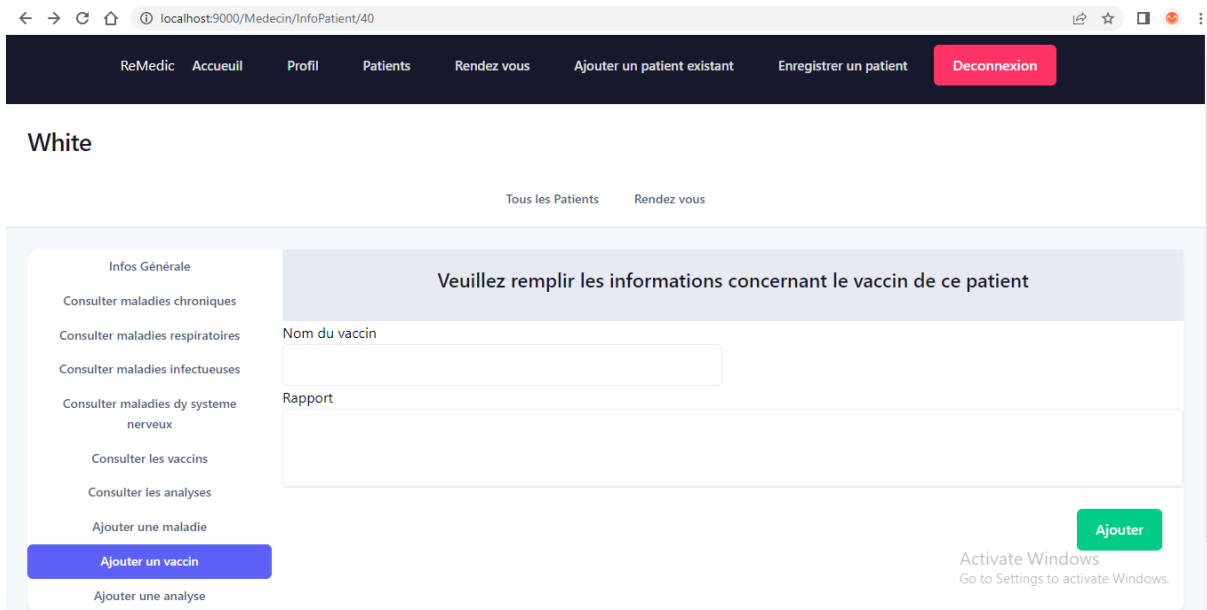 localhost:9000/Medecin/InfoPatient/40
ReMedic Accueuil Profil Patients Rendez vous Ajouter un patient existant Enregistrer un patient Deconnexion
White
Tous les Patients Rendez vous
Infos Générale
Consulter maladies chroniques
Consulter maladies respiratoires
Consulter maladies infectueuses
Consulter maladies dy systeme
nerveux
Consulter les vaccins
Consulter les analyses
Ajouter une maladie
Ajouter un vaccin
Ajouter une analyse
Veuillez remplir les informations concernant le vaccin de ce patient
Nom du vaccin
Rapport
Ajouter
Activate Windows
Go to Settings to activate Windows.